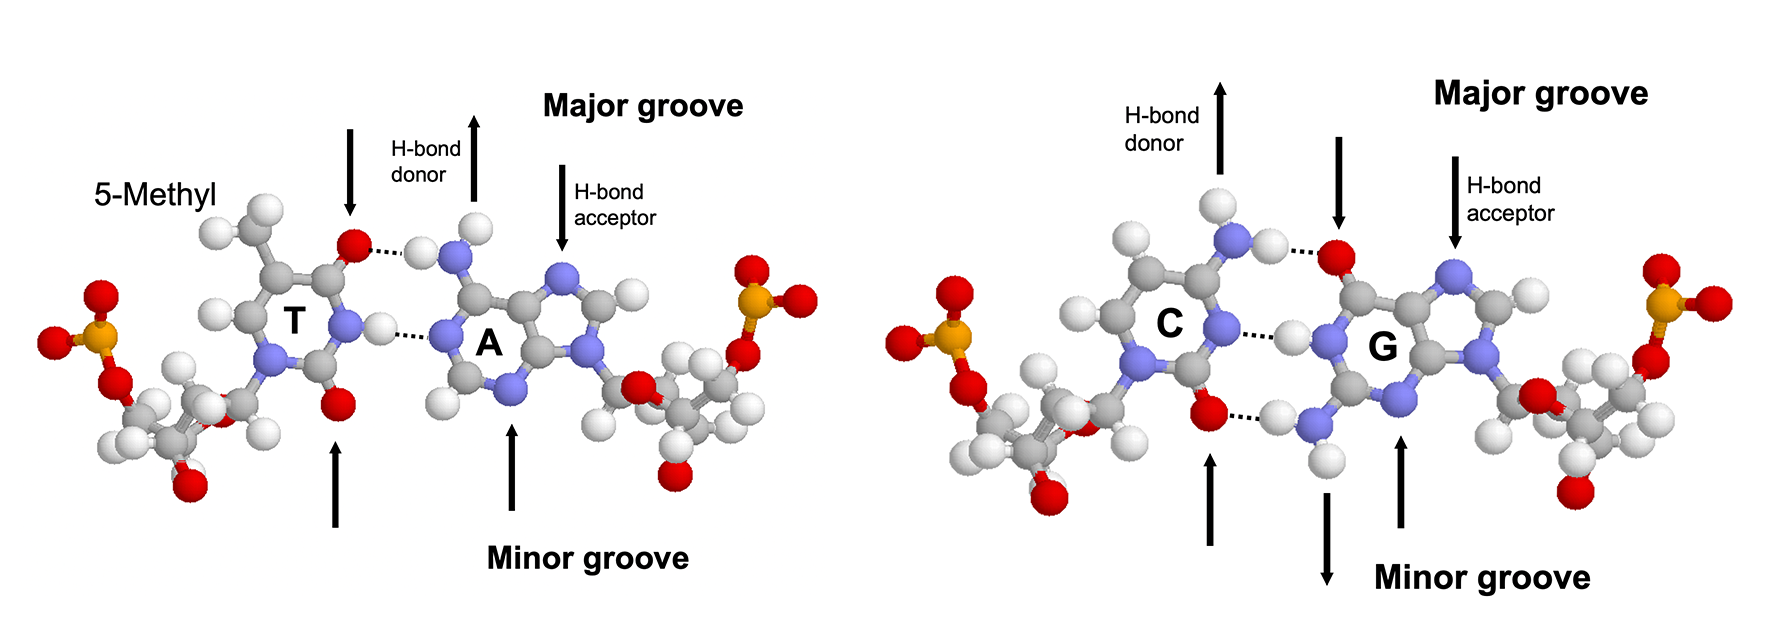 Major groove
H-bond
donor
5-Methyl
H-bond
acceptor
T
A
Minor groove
Major groove
H-bond
donor
H-bond
acceptor
C
G
Minor groove